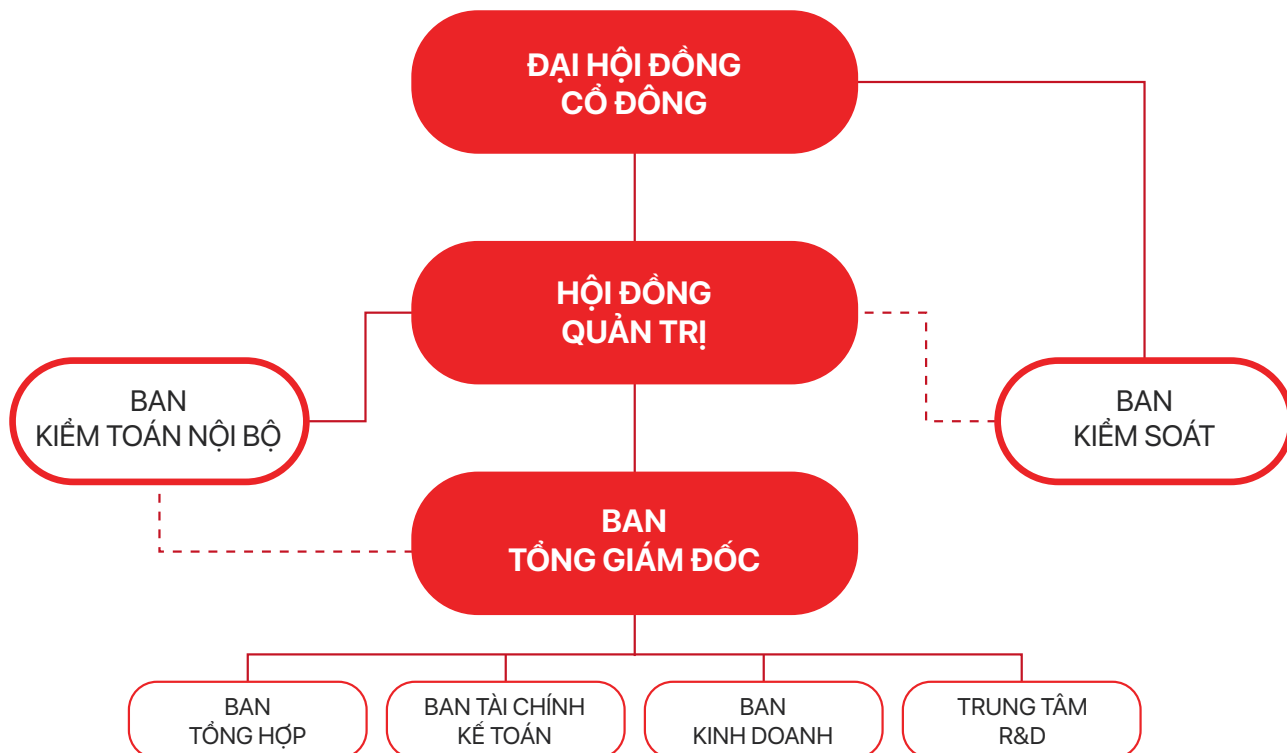 ĐẠI HỘI ĐỒNG
CỔ ĐÔNG
HỘI ĐỒNG
QUẢN TRỊ
BAN
KIỂM TOÁN NỘI BỘ
BAN
KIỂM SOÁT
BAN
TỔNG GIÁM ĐỐC
BAN
TỔNG HỢP
BAN TÀI CHÍNH
KẾ TOÁN
BAN
KINH DOANH
TRUNG TÂM
R&D